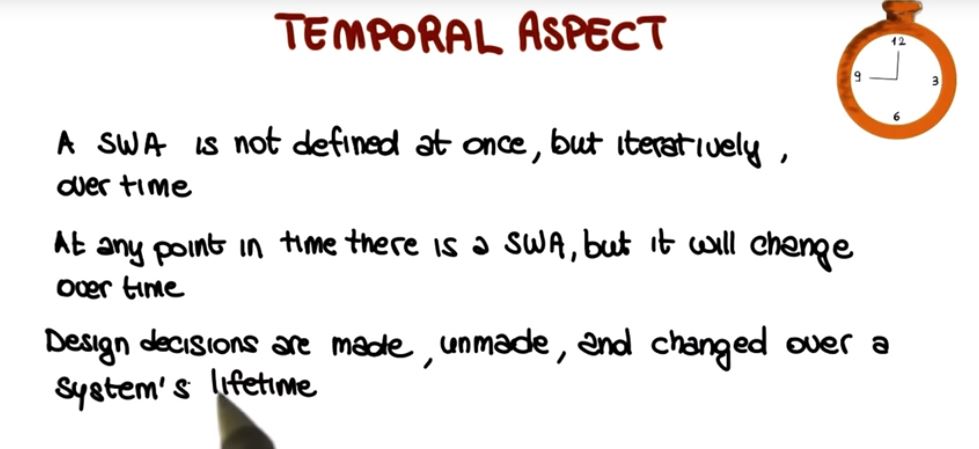 TEMPORAL ASPECT
12
9
3
6
A SWA is not defined at once, but iteratively,
over time
At any point in time there is a SWA, but it will change
over time
Design decisions are made, unmade, and changed over a
system's lifetime